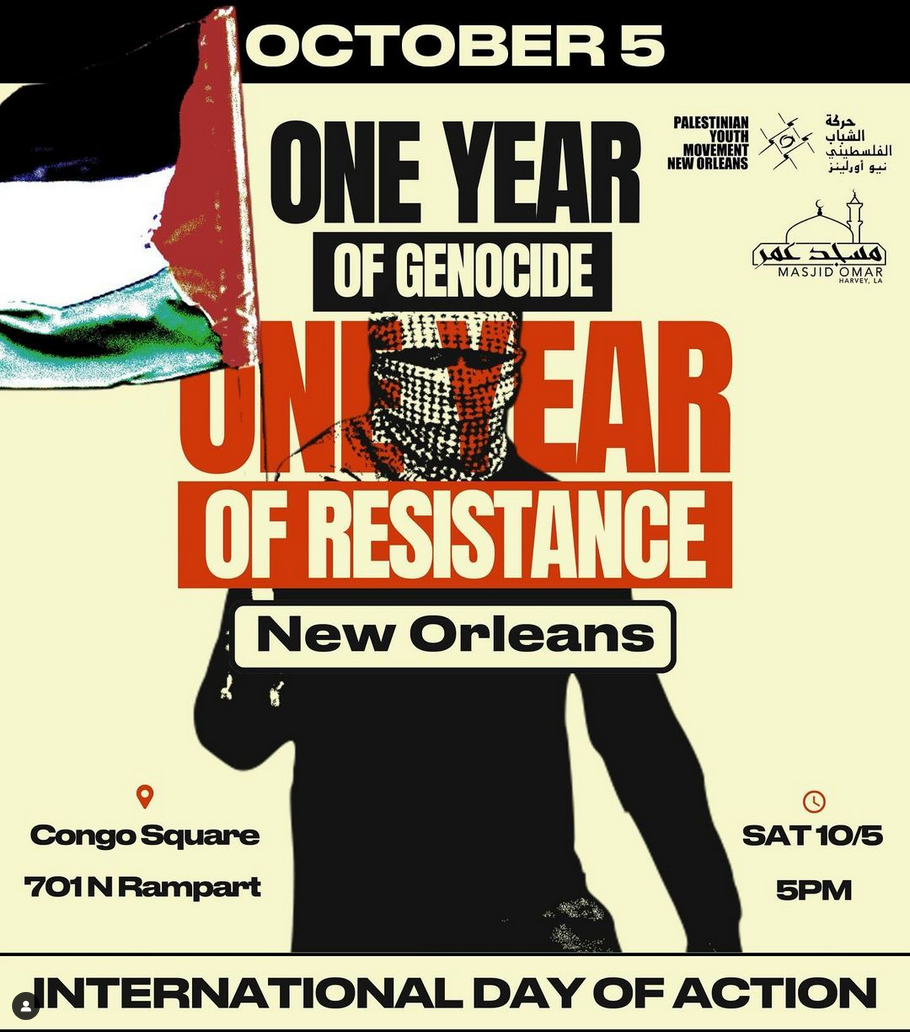 OCTOBER 5
ONE YEAR
OF GENOCIDE
PALESTINIAN
YOUTH
MOVEMENT
NEW ORLEANS
حركة
الشباب
الفلسطيني
نيو أورلينز
مسجد عمر
MASJID OMAR
HARVEY, LA
ONE YEAR
OF RESISTANCE
New Orleans
Congo Square
701 N Rampart
SAT 10/5
5PM
INTERNATIONAL DAY OF ACTION